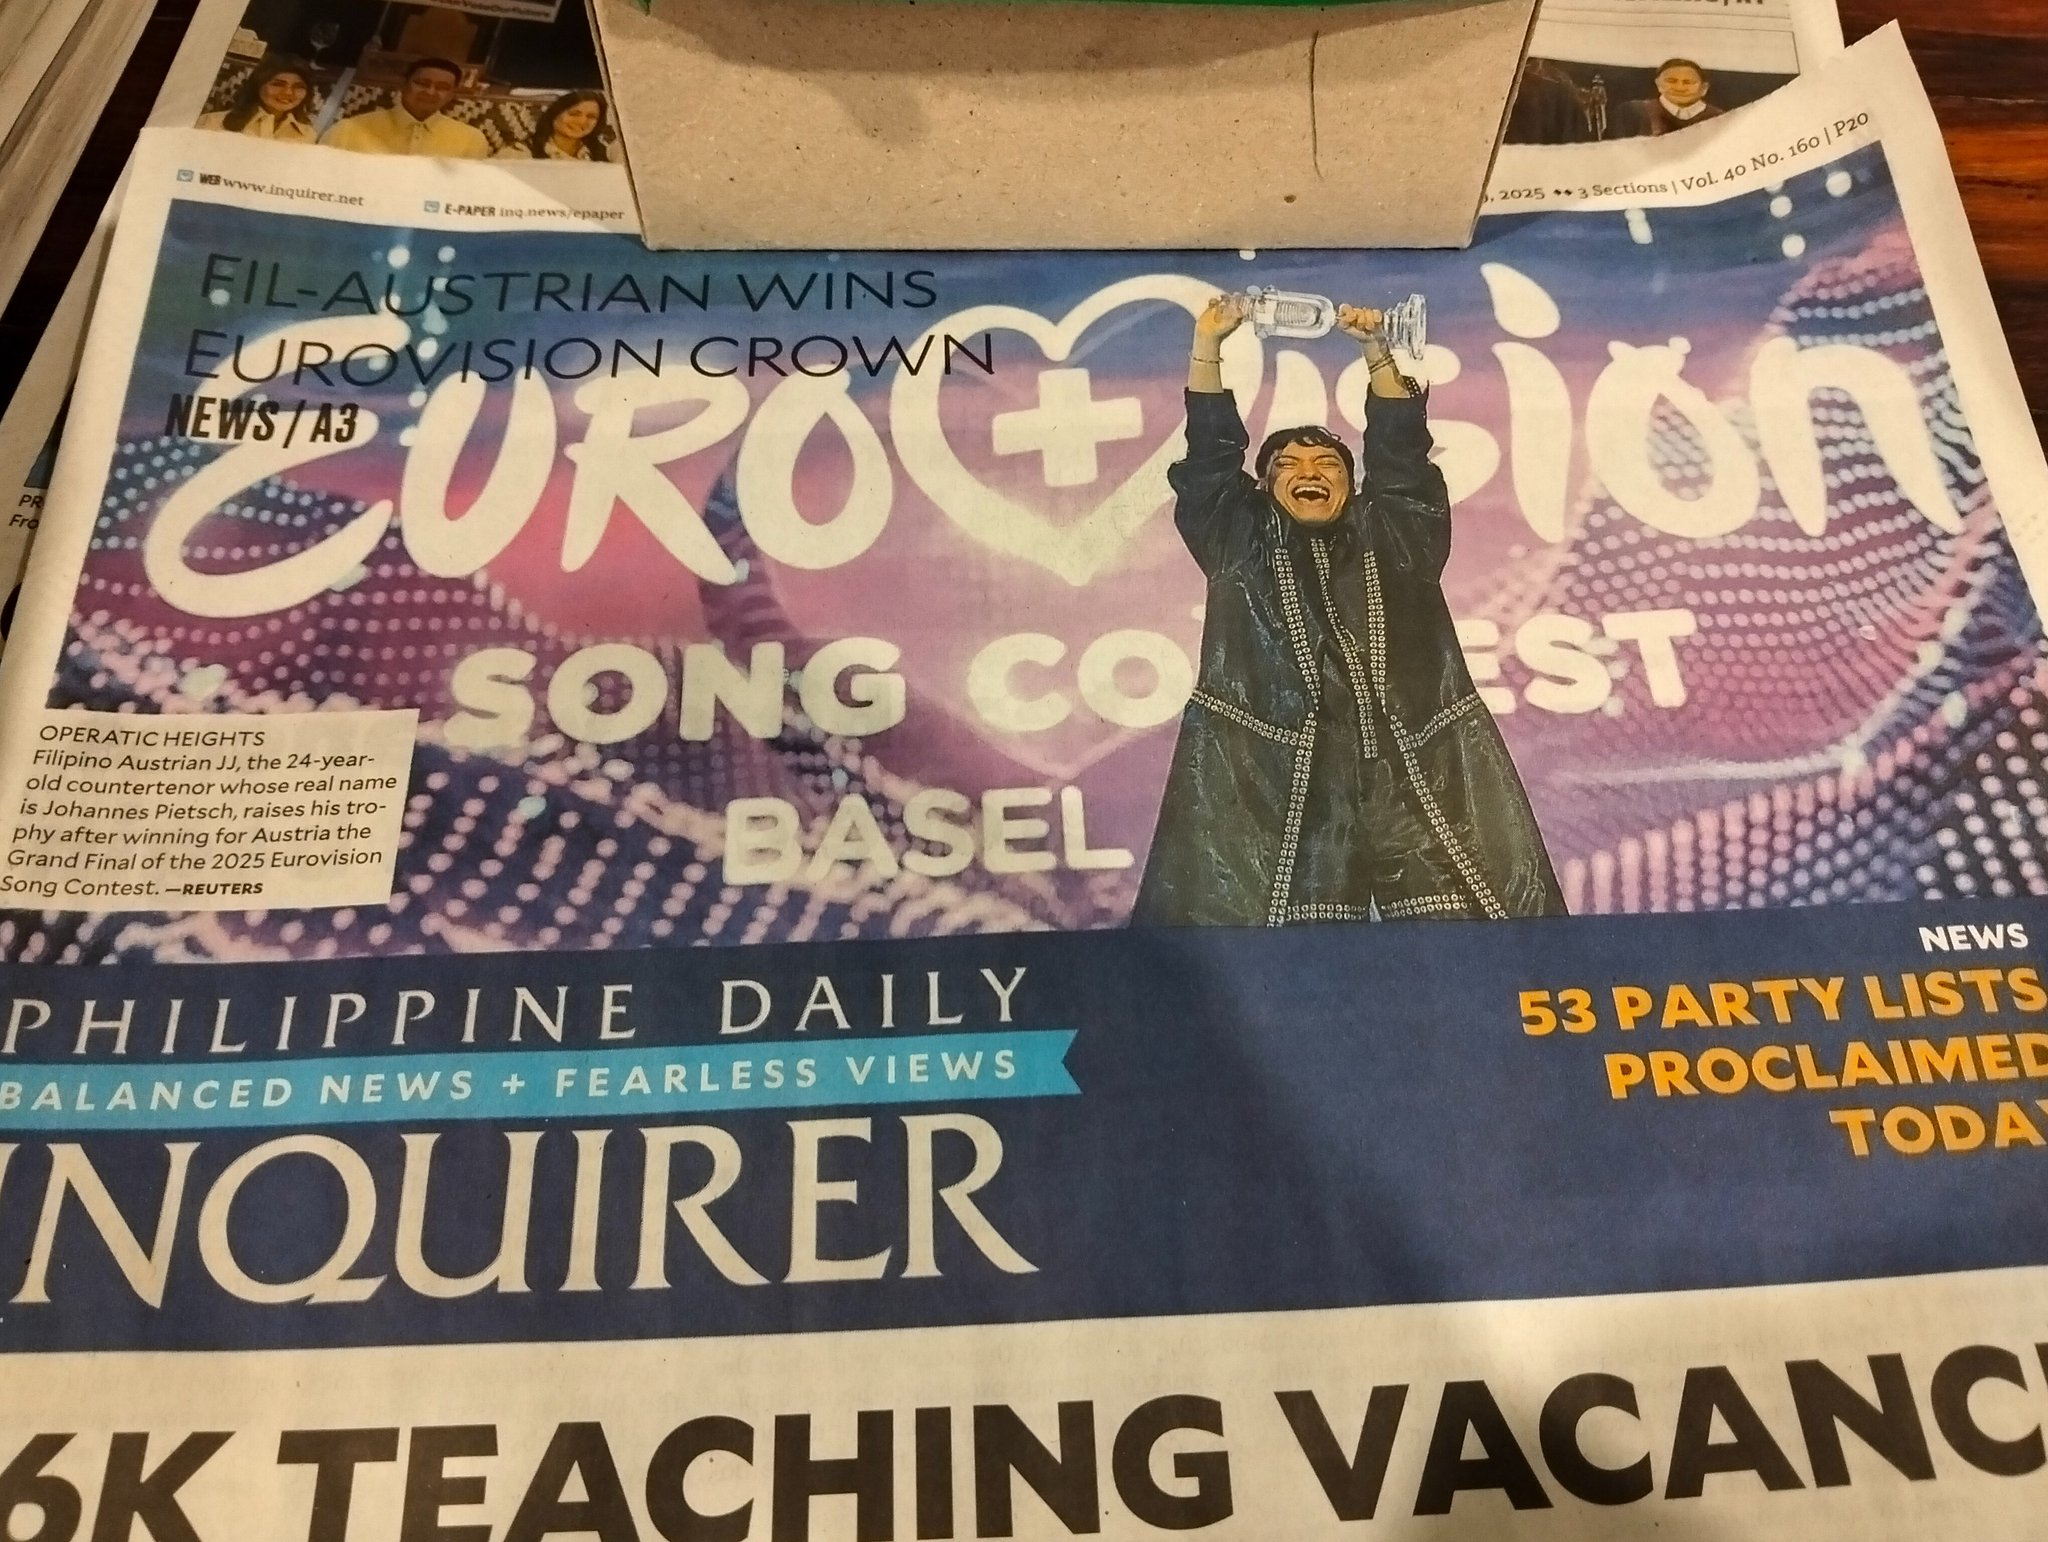 WEB www.inquirer.net
E-PAPER inq.news/epaper
2025 3 Sections | Vol. 40 No. 160 | P20
FIL-AUSTRIAN WINS
EUROVISION CROWN
NEWS / A3
EUROVISION
SONG CO EST
BASEL
OPERATIC HEIGHTS
Filipino Austrian JJ, the 24-year-
old countertenor whose real name
is Johannes Pietsch, raises his tro-
phy after winning for Austria the
Grand Final of the 2025 Eurovision
Song Contest. —REUTERS
PHILIPPINE DAILY
BALANCED NEWS + FEARLESS VIEWS
INQUIRER
NEWS
53 PARTY LISTS
PROCLAIMED
TODAY
6K TEACHING VACANCI